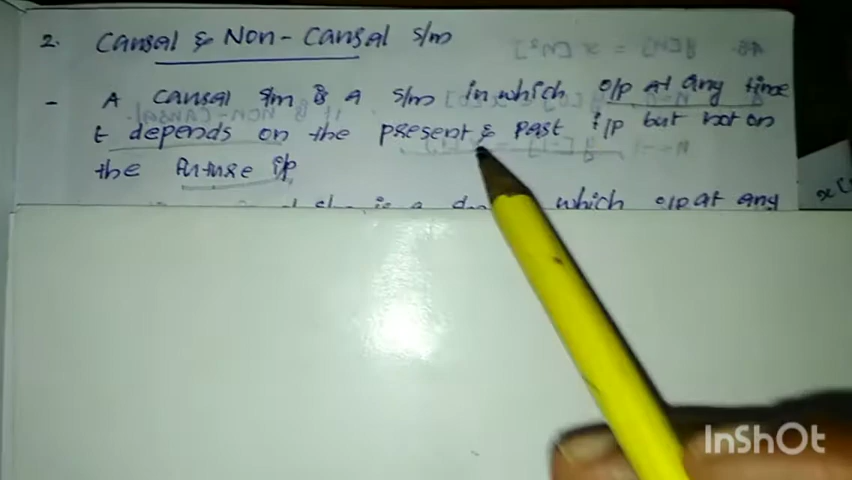 2. Causal & Non-Causal s/m
- A causal s/m is a s/m in which o/p at any time
t depends on the present & past i/p but not on
the future i/p
is a which o/p at any
InShOt